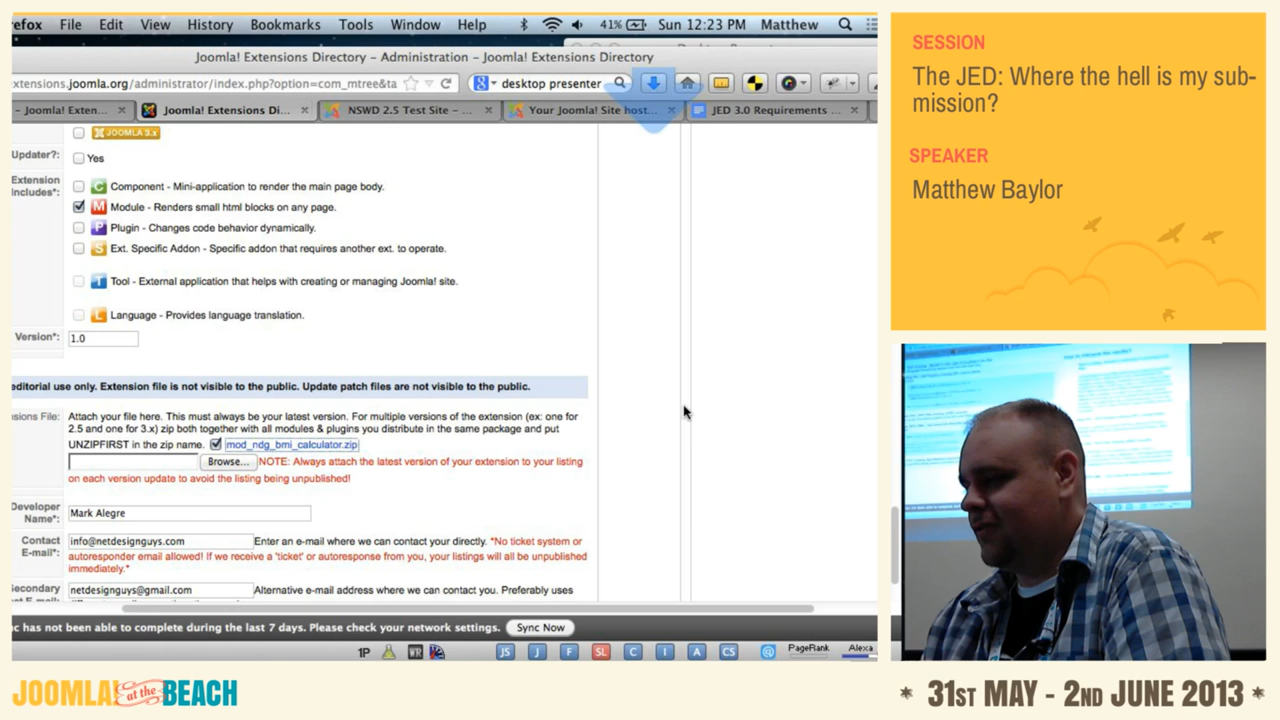 efox File Edit View History Bookmarks Tools Window Help 41% Sun 12:23 PM Matthew
Joomla! Extensions Directory - Administration - Joomla! Extensions Directory
xtensions.joomla.org/administrator/index.php?option=com_mtree&ta desktop presenter
- Joomla! Exten... Joomla! Extensions Di... NSWD 2.5 Test Site - ... Your Joomla! Site host... JED 3.0 Requirements ...
JOOMLA! 3.x
Updater?: Yes
Extension
Includes*:
Component - Mini-application to render the main page body.
M Module - Renders small html blocks on any page.
P Plugin - Changes code behavior dynamically.
S Ext. Specific Addon - Specific addon that requires another ext. to operate.
T Tool - External application that helps with creating or managing Joomla! site.
L Language - Provides language translation.
Version*: 1.0
editorial use only. Extension file is not visible to the public. Update patch files are not visible to the public.
sions File: Attach your file here. This must always be your latest version. For multiple versions of the extension (ex: one for
2.5 and one for 3.x) zip both together with all modules & plugins you distribute in the same package and put
UNZIPFIRST in the zip name. mod_ndg_bmi_calculator.zip
Browse... NOTE: Always attach the latest version of your extension to your listing
on each version update to avoid the listing being unpublished!
Developer
Name*: Mark Alegre
Contact
E-mail*:
info@netdesignguys.com Enter an e-mail where we can contact your directly. *No ticket system or
autoresponder email allowed! If we receive a 'ticket' or autoresponse from you, your listings will all be unpublished
immediately.*
Secondary netdesignguys@gmail.com Alternative e-mail address where we can contact you. Preferably uses
nc has not been able to complete during the last 7 days. Please check your network settings. Sync Now
1P WR JS J F SL C I A CS @ PageRank Alexa
SESSION
The JED: Where the hell is my sub-
mission?
SPEAKER
Matthew Baylor
JOOMLA! at the BEACH
* 31ST MAY - 2ND JUNE 2013 *